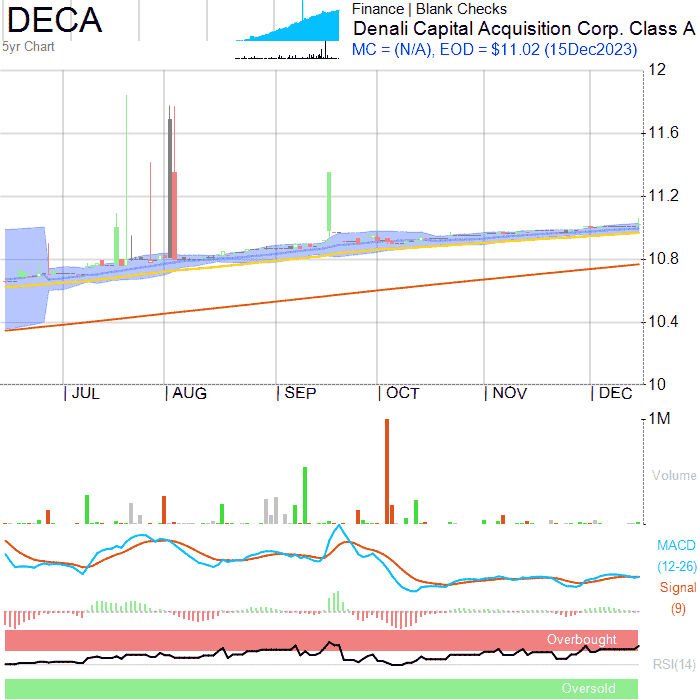 DECA
5yr Chart
Finance | Blank Checks
Denali Capital Acquisition Corp. Class A
MC = (N/A), EOD = $11.02 (15Dec2023)
12
11.6
11.2
10.8
10.4
10
JUL
AUG
SEP
OCT
NOV
DEC
1M
Volume
MACD
(12-26)
Signal
(9)
Overbought
RSI(14)
Oversold